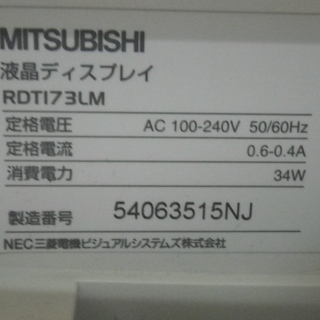 MITSUBISHI
液晶ディスプレイ
RDT173LM
定格電圧 AC 100-240V 50/60Hz
定格電流 0.6-0.4A
消費電力 34W
製造番号 54063515NJ
NEC三菱電機ビジュアルシステムズ株式会社